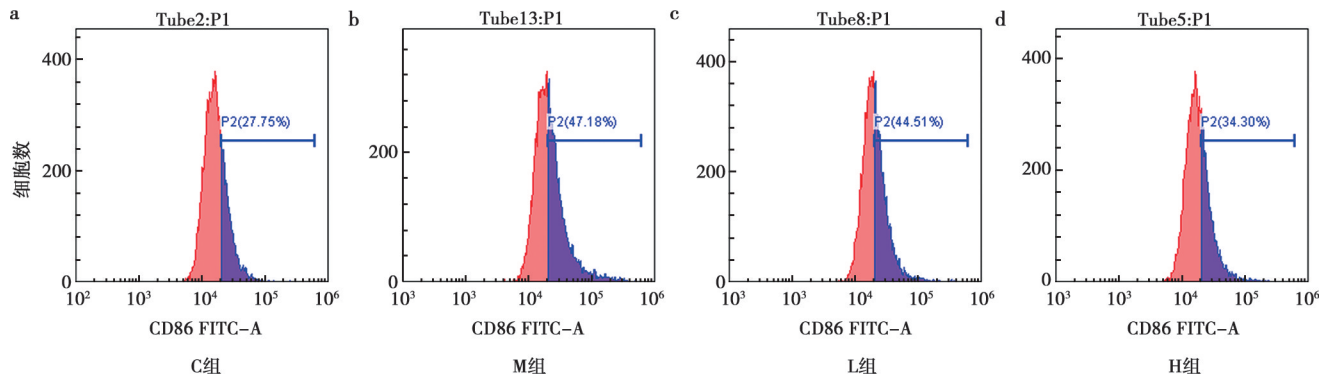 a
Tube2:P1
400
200
0
细胞数
P2(27.75%)
10² 10³ 10⁴ 10⁵ 10⁶
CD86 FITC-A
C组
b
Tube13:P1
200
0
P2(47.18%)
10³ 10³ 10⁴ 10⁵ 10⁶
CD86 FITC-A
M组
c
Tube8:P1
400
200
0
P2(44.51%)
10³ 10³ 10⁴ 10⁵ 10⁶
CD86 FITC-A
L组
d
Tube5:P1
400
200
0
P2(34.30%)
10³ 10³ 10⁴ 10⁵ 10⁶
CD86 FITC-A
H组